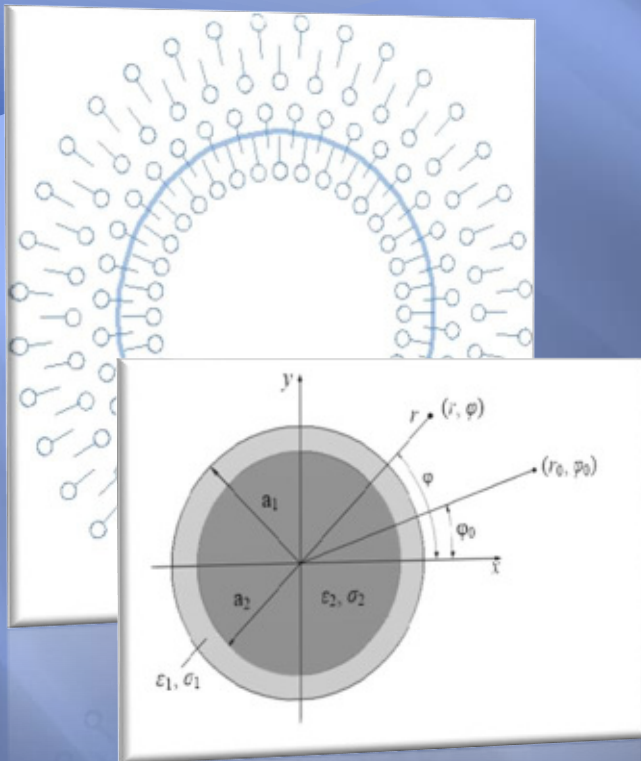 y
r
(r, φ)
(r₀, φ₀)
φ
φ₀
a₁
x
a₂
ε₂, σ₂
ε₁, σ₁